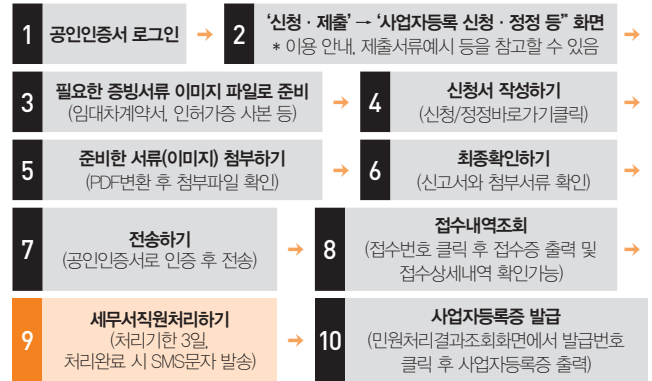 1 공인인증서 로그인 →
2 ‘신청 · 제출’ → ‘사업자등록 신청 · 정정 등” 화면
* 이용 안내, 제출서류예시 등을 참고할 수 있음 →
3 필요한 증빙서류 이미지 파일로 준비
(임대차계약서, 인허가증 사본 등) →
4 신청서 작성하기
(신청/정정바로가기클릭) →
5 준비한 서류(이미지) 첨부하기
(PDF변환 후 첨부파일 확인) →
6 최종확인하기
(신고서와 첨부서류 확인) →
7 전송하기
(공인인증서로 인증 후 전송) →
8 접수내역조회
(접수번호 클릭 후 접수증 출력 및
접수상세내역 확인가능) →
9 세무서직원처리하기
(처리기한 3일,
처리완료 시 SMS문자 발송) →
10 사업자등록증 발급
(민원처리결과조회화면에서 발급번호
클릭 후 사업자등록증 출력)